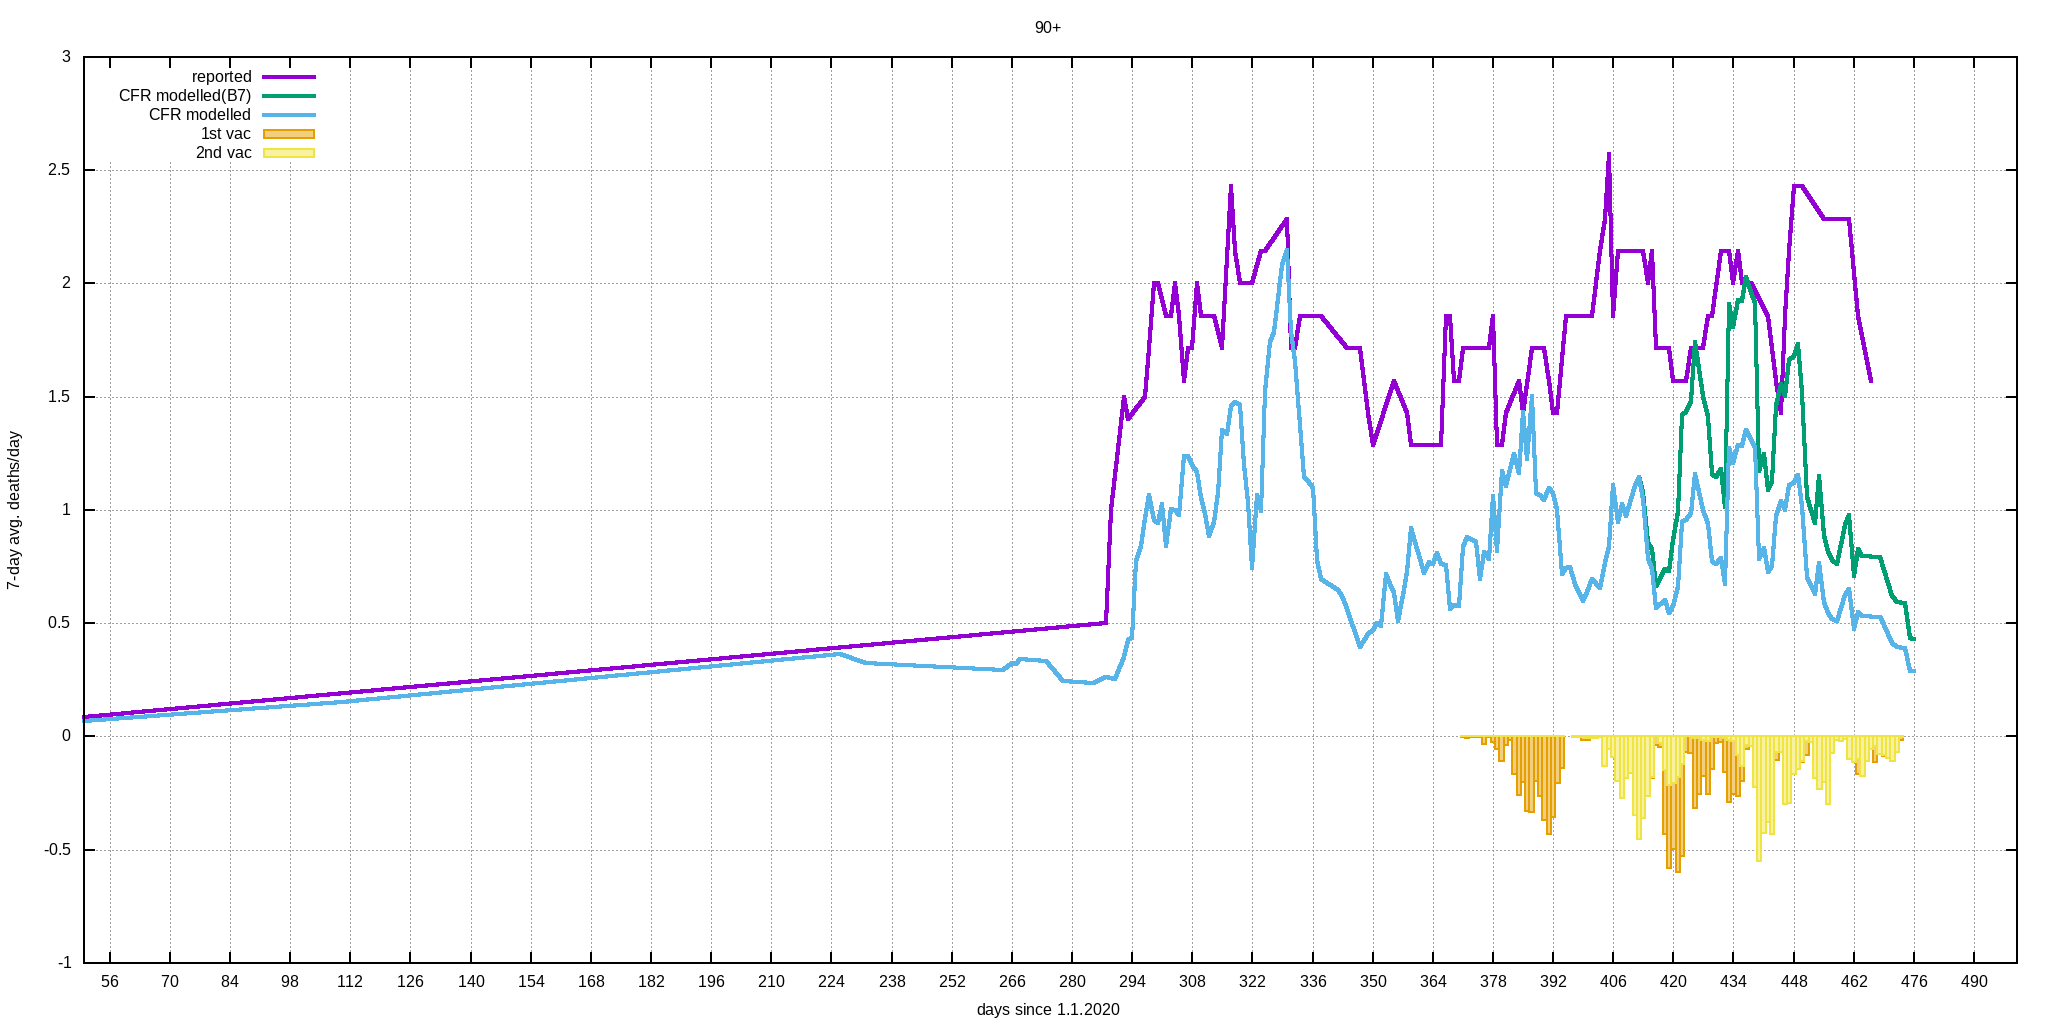 90+
reported
CFR modelled(B7)
CFR modelled
1st vac
2nd vac
3
2.5
2
1.5
1
0.5
0
-0.5
-1
7-day avg. deaths/day
56 70 84 98 112 126 140 154 168 182 196 210 224 238 252 266 280 294 308 322 336 350 364 378 392 406 420 434 448 462 476 490
days since 1.1.2020